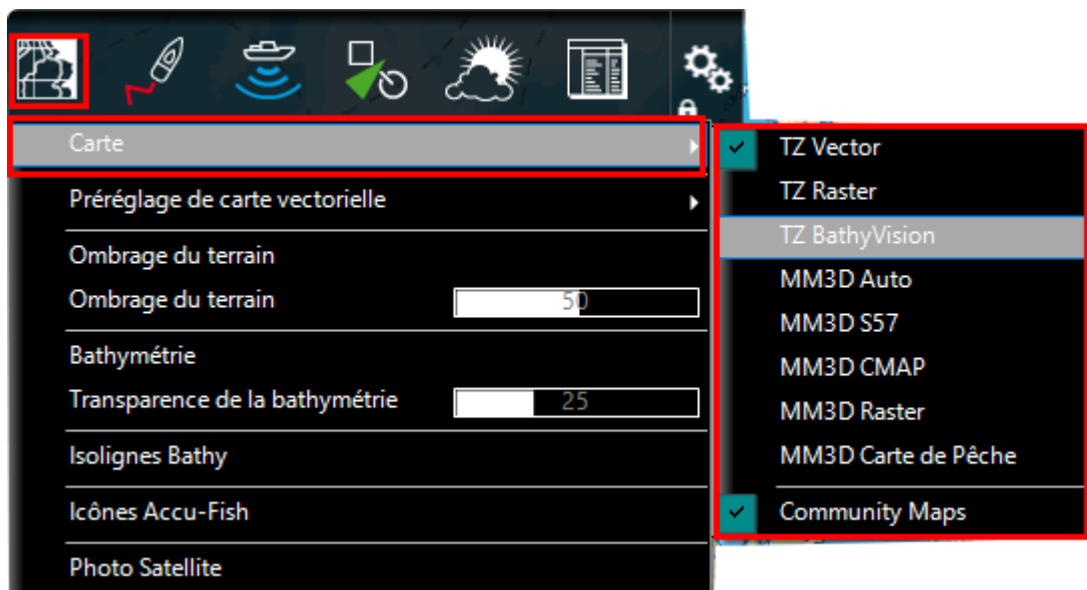 Carte
Préréglage de carte vectorielle
Ombrage du terrain
Ombrage du terrain 50
Bathymétrie
Transparence de la bathymétrie 25
Isolignes Bathy
Icônes Accu-Fish
Photo Satellite
TZ Vector
TZ Raster
TZ BathyVision
MM3D Auto
MM3D S57
MM3D CMAP
MM3D Raster
MM3D Carte de Pêche
Community Maps